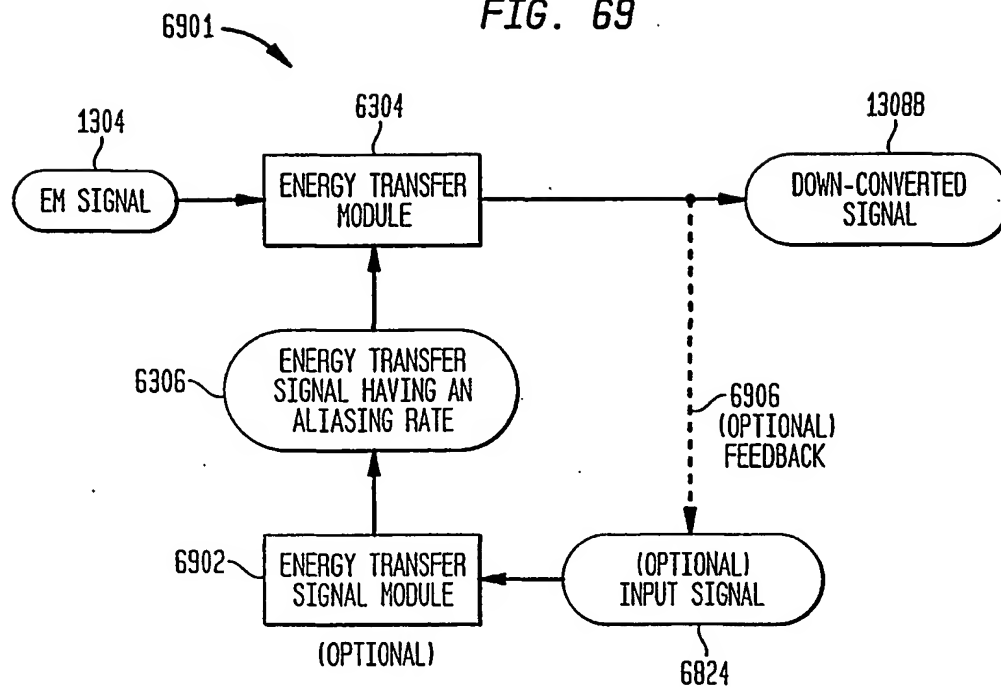 FIG. 69
6901
1304
6304
1308B
EM SIGNAL
ENERGY TRANSFER
MODULE
DOWN-CONVERTED
SIGNAL
6306
ENERGY TRANSFER
SIGNAL HAVING AN
ALIASING RATE
6906
(OPTIONAL)
FEEDBACK
6902
ENERGY TRANSFER
SIGNAL MODULE
(OPTIONAL)
(OPTIONAL)
INPUT SIGNAL
6824